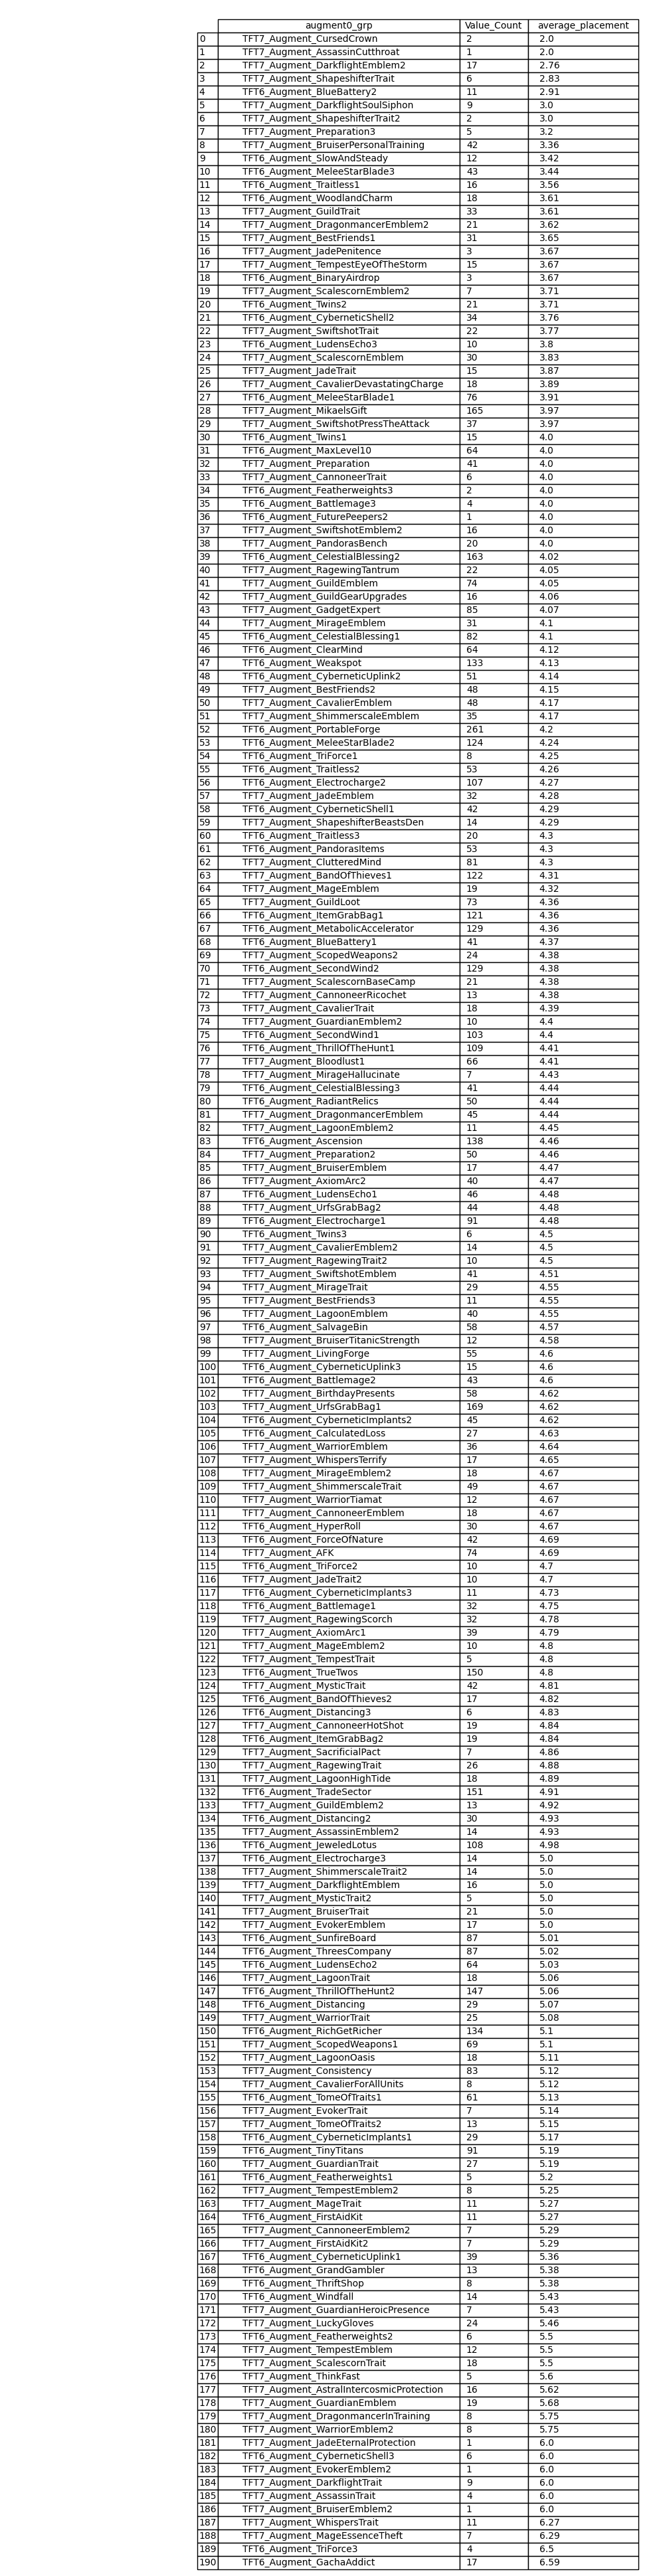 augment0_grp Value_Count average_placement
0 TFT7_Augment_CursedCrown 2 2.0
1 TFT7_Augment_AssassinCutthroat 1 2.0
2 TFT7_Augment_DarkflightEmblem2 17 2.76
3 TFT7_Augment_ShapeshifterTrait 6 2.83
4 TFT6_Augment_BlueBattery2 11 2.91
5 TFT7_Augment_DarkflightSoulSiphon 9 3.0
6 TFT7_Augment_ShapeshifterTrait2 2 3.0
7 TFT7_Augment_Preparation3 5 3.2
8 TFT7_Augment_BruiserPersonalTraining 42 3.36
9 TFT6_Augment_SlowAndSteady 12 3.42
10 TFT6_Augment_MeleeStarBlade3 43 3.44
11 TFT6_Augment_Traitless1 16 3.56
12 TFT6_Augment_WoodlandCharm 18 3.61
13 TFT7_Augment_GuildTrait 33 3.61
14 TFT7_Augment_DragonmancerEmblem2 21 3.62
15 TFT7_Augment_BestFriends1 31 3.65
16 TFT7_Augment_JadePenitence 3 3.67
17 TFT7_Augment_TempestEyeOfTheStorm 15 3.67
18 TFT6_Augment_BinaryAirdrop 3 3.67
19 TFT7_Augment_ScalescornEmblem2 7 3.71
20 TFT6_Augment_Twins2 21 3.71
21 TFT6_Augment_CyberneticShell2 34 3.76
22 TFT7_Augment_SwiftshotTrait 22 3.77
23 TFT6_Augment_LudensEcho3 10 3.8
24 TFT7_Augment_ScalescornEmblem 30 3.83
25 TFT7_Augment_JadeTrait 15 3.87
26 TFT7_Augment_CavalierDevastatingCharge 18 3.89
27 TFT6_Augment_MeleeStarBlade1 76 3.91
28 TFT7_Augment_MikaelsGift 165 3.97
29 TFT7_Augment_SwiftshotPressTheAttack 37 3.97
30 TFT6_Augment_Twins1 15 4.0
31 TFT6_Augment_MaxLevel10 64 4.0
32 TFT7_Augment_Preparation 41 4.0
33 TFT7_Augment_CannoneerTrait 6 4.0
34 TFT6_Augment_Featherweights3 2 4.0
35 TFT6_Augment_Battlemage3 4 4.0
36 TFT7_Augment_FuturePeepers2 1 4.0
37 TFT7_Augment_SwiftshotEmblem2 16 4.0
38 TFT7_Augment_PandorasBench 20 4.0
39 TFT6_Augment_CelestialBlessing2 163 4.02
40 TFT7_Augment_RagewingTantrum 22 4.05
41 TFT7_Augment_GuildEmblem 74 4.05
42 TFT7_Augment_GuildGearUpgrades 16 4.06
43 TFT7_Augment_GadgetExpert 85 4.07
44 TFT7_Augment_MirageEmblem 31 4.1
45 TFT6_Augment_CelestialBlessing1 82 4.1
46 TFT6_Augment_ClearMind 64 4.12
47 TFT6_Augment_Weakspot 133 4.13
48 TFT6_Augment_CyberneticUplink2 51 4.14
49 TFT7_Augment_BestFriends2 48 4.15
50 TFT7_Augment_CavalierEmblem 48 4.17
51 TFT7_Augment_ShimmerscaleEmblem 35 4.17
52 TFT6_Augment_PortableForge 261 4.2
53 TFT6_Augment_MeleeStarBlade2 124 4.24
54 TFT6_Augment_TriForce1 8 4.25
55 TFT6_Augment_Traitless2 53 4.26
56 TFT6_Augment_Electrocharge2 107 4.27
57 TFT7_Augment_JadeEmblem 32 4.28
58 TFT6_Augment_CyberneticShell1 42 4.29
59 TFT7_Augment_ShapeshifterBeastsDen 14 4.29
60 TFT6_Augment_Traitless3 20 4.3
61 TFT6_Augment_PandorasItems 53 4.3
62 TFT7_Augment_ClutteredMind 81 4.3
63 TFT7_Augment_BandOfThieves1 122 4.31
64 TFT7_Augment_MageEmblem 19 4.32
65 TFT7_Augment_GuildLoot 73 4.36
66 TFT6_Augment_ItemGrabBag1 121 4.36
67 TFT6_Augment_MetabolicAccelerator 129 4.36
68 TFT6_Augment_BlueBattery1 41 4.37
69 TFT7_Augment_ScopedWeapons2 24 4.38
70 TFT6_Augment_SecondWind2 129 4.38
71 TFT7_Augment_ScalescornBaseCamp 21 4.38
72 TFT7_Augment_CannoneerRicochet 13 4.38
73 TFT7_Augment_CavalierTrait 18 4.39
74 TFT7_Augment_GuardianEmblem2 10 4.4
75 TFT6_Augment_SecondWind1 103 4.4
76 TFT6_Augment_ThrillOfTheHunt1 109 4.41
77 TFT7_Augment_Bloodlust1 66 4.41
78 TFT7_Augment_MirageHallucinate 7 4.43
79 TFT6_Augment_CelestialBlessing3 41 4.44
80 TFT6_Augment_RadiantRelics 50 4.44
81 TFT7_Augment_DragonmancerEmblem 45 4.44
82 TFT7_Augment_LagoonEmblem2 11 4.45
83 TFT6_Augment_Ascension 138 4.46
84 TFT7_Augment_Preparation2 50 4.46
85 TFT7_Augment_BruiserEmblem 17 4.47
86 TFT7_Augment_AxiomArc2 40 4.47
87 TFT6_Augment_LudensEcho1 46 4.48
88 TFT7_Augment_UrfsGrabBag2 44 4.48
89 TFT6_Augment_Electrocharge1 91 4.48
90 TFT6_Augment_Twins3 6 4.5
91 TFT7_Augment_CavalierEmblem2 14 4.5
92 TFT7_Augment_RagewingTrait2 10 4.5
93 TFT7_Augment_SwiftshotEmblem 41 4.51
94 TFT7_Augment_MirageTrait 29 4.55
95 TFT7_Augment_BestFriends3 11 4.55
96 TFT7_Augment_LagoonEmblem 40 4.55
97 TFT6_Augment_SalvageBin 58 4.57
98 TFT7_Augment_BruiserTitanicStrength 12 4.58
99 TFT7_Augment_LivingForge 55 4.6
100 TFT6_Augment_CyberneticUplink3 15 4.6
101 TFT6_Augment_Battlemage2 43 4.6
102 TFT7_Augment_BirthdayPresents 58 4.62
103 TFT7_Augment_UrfsGrabBag1 169 4.62
104 TFT6_Augment_CyberneticImplants2 45 4.62
105 TFT6_Augment_CalculatedLoss 27 4.63
106 TFT7_Augment_WarriorEmblem 36 4.64
107 TFT7_Augment_WhispersTerrify 17 4.65
108 TFT7_Augment_MirageEmblem2 18 4.67
109 TFT7_Augment_ShimmerscaleTrait 49 4.67
110 TFT7_Augment_WarriorTiamat 12 4.67
111 TFT7_Augment_CannoneerEmblem 18 4.67
112 TFT6_Augment_HyperRoll 30 4.67
113 TFT6_Augment_ForceOfNature 42 4.69
114 TFT7_Augment_AFK 74 4.69
115 TFT6_Augment_TriForce2 10 4.7
116 TFT7_Augment_JadeTrait2 10 4.7
117 TFT6_Augment_CyberneticImplants3 11 4.73
118 TFT6_Augment_Battlemage1 32 4.75
119 TFT7_Augment_RagewingScorch 32 4.78
120 TFT7_Augment_AxiomArc1 39 4.79
121 TFT7_Augment_MageEmblem2 10 4.8
122 TFT7_Augment_TempestTrait 5 4.8
123 TFT6_Augment_TrueTwos 150 4.8
124 TFT7_Augment_MysticTrait 42 4.81
125 TFT6_Augment_BandOfThieves2 17 4.82
126 TFT6_Augment_Distancing3 6 4.83
127 TFT7_Augment_CannoneerHotShot 19 4.84
128 TFT6_Augment_ItemGrabBag2 19 4.84
129 TFT7_Augment_SacrificialPact 7 4.86
130 TFT7_Augment_RagewingTrait 26 4.88
131 TFT7_Augment_LagoonHighTide 18 4.89
132 TFT6_Augment_TradeSector 151 4.91
133 TFT7_Augment_GuildEmblem2 13 4.92
134 TFT6_Augment_Distancing2 30 4.93
135 TFT7_Augment_AssassinEmblem2 14 4.93
136 TFT6_Augment_JeweledLotus 108 4.98
137 TFT6_Augment_Electrocharge3 14 5.0
138 TFT7_Augment_ShimmerscaleTrait2 14 5.0
139 TFT7_Augment_DarkflightEmblem 16 5.0
140 TFT7_Augment_MysticTrait2 5 5.0
141 TFT7_Augment_BruiserTrait 21 5.0
142 TFT7_Augment_EvokerEmblem 17 5.0
143 TFT6_Augment_SunfireBoard 87 5.01
144 TFT6_Augment_ThreesCompany 87 5.02
145 TFT6_Augment_LudensEcho2 64 5.03
146 TFT7_Augment_LagoonTrait 18 5.06
147 TFT6_Augment_ThrillOfTheHunt2 147 5.06
148 TFT6_Augment_Distancing 29 5.07
149 TFT7_Augment_WarriorTrait 25 5.08
150 TFT6_Augment_RichGetRicher 134 5.1
151 TFT7_Augment_ScopedWeapons1 69 5.1
152 TFT7_Augment_LagoonOasis 18 5.11
153 TFT7_Augment_Consistency 83 5.12
154 TFT7_Augment_CavalierForAllUnits 8 5.12
155 TFT6_Augment_TomeOfTraits1 61 5.13
156 TFT7_Augment_EvokerTrait 7 5.14
157 TFT7_Augment_TomeOfTraits2 13 5.15
158 TFT6_Augment_CyberneticImplants1 29 5.17
159 TFT6_Augment_TinyTitans 91 5.19
160 TFT7_Augment_GuardianTrait 27 5.19
161 TFT6_Augment_Featherweights1 5 5.2
162 TFT7_Augment_TempestEmblem2 8 5.25
163 TFT7_Augment_MageTrait 11 5.27
164 TFT6_Augment_FirstAidKit 11 5.27
165 TFT7_Augment_CannoneerEmblem2 7 5.29
166 TFT7_Augment_FirstAidKit2 7 5.29
167 TFT6_Augment_CyberneticUplink1 39 5.36
168 TFT6_Augment_GrandGambler 13 5.38
169 TFT6_Augment_ThriftShop 8 5.38
170 TFT6_Augment_Windfall 14 5.43
171 TFT7_Augment_GuardianHeroicPresence 7 5.43
172 TFT7_Augment_LuckyGloves 24 5.46
173 TFT6_Augment_Featherweights2 6 5.5
174 TFT7_Augment_TempestEmblem 12 5.5
175 TFT7_Augment_ScalescornTrait 18 5.5
176 TFT7_Augment_ThinkFast 5 5.6
177 TFT7_Augment_AstralIntercosmicProtection 16 5.62
178 TFT7_Augment_GuardianEmblem 19 5.68
179 TFT7_Augment_DragonmancerInTraining 8 5.75
180 TFT7_Augment_WarriorEmblem2 8 5.75
181 TFT7_Augment_JadeEternalProtection 1 6.0
182 TFT6_Augment_CyberneticShell3 6 6.0
183 TFT7_Augment_EvokerEmblem2 1 6.0
184 TFT7_Augment_DarkflightTrait 9 6.0
185 TFT7_Augment_AssassinTrait 4 6.0
186 TFT7_Augment_BruiserEmblem2 1 6.0
187 TFT7_Augment_WhispersTrait 11 6.27
188 TFT7_Augment_MageEssenceTheft 7 6.29
189 TFT6_Augment_TriForce3 4 6.5
190 TFT6_Augment_GachaAddict 17 6.59